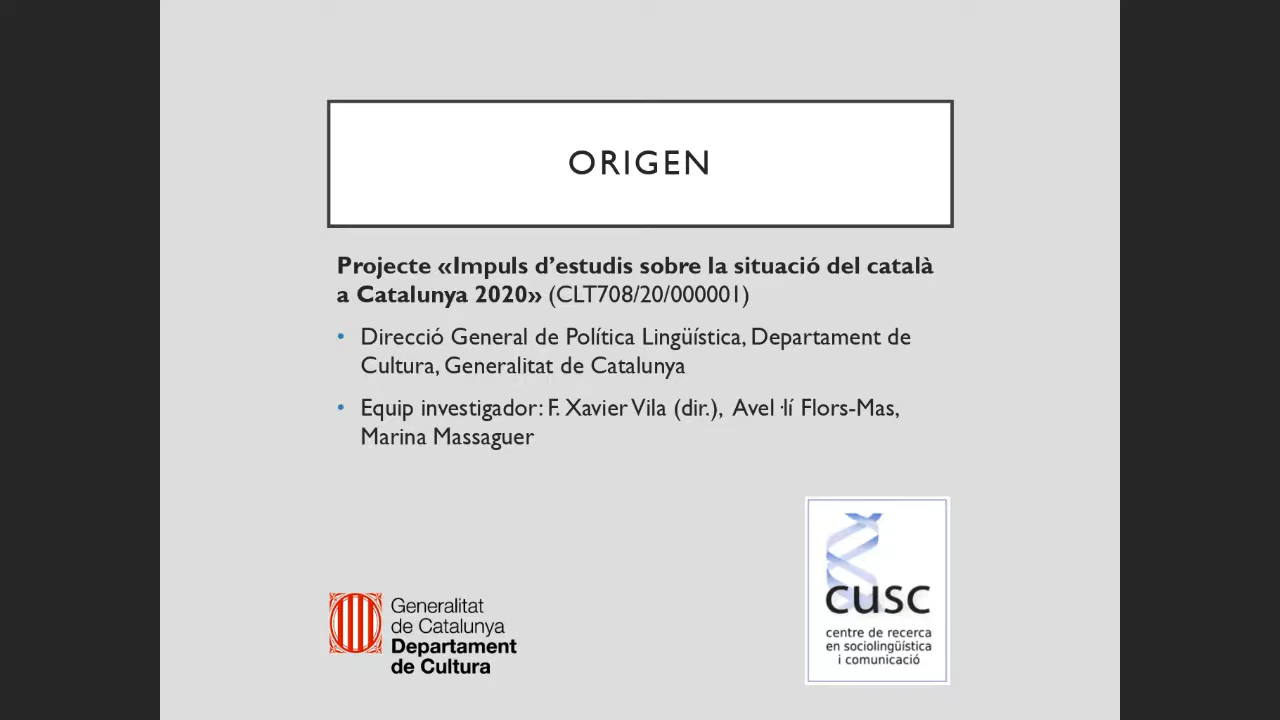 ORIGEN
Projecte «Impuls d’estudis sobre la situació del català
a Catalunya 2020» (CLT708/20/000001)
• Direcció General de Política Lingüística, Departament de
Cultura, Generalitat de Catalunya
• Equip investigador: F. Xavier Vila (dir.), Avel·lí Flors-Mas,
Marina Massaguer
Generalitat
de Catalunya
Departament
de Cultura
cusc
centre de recerca
en sociolingüística
i comunicació